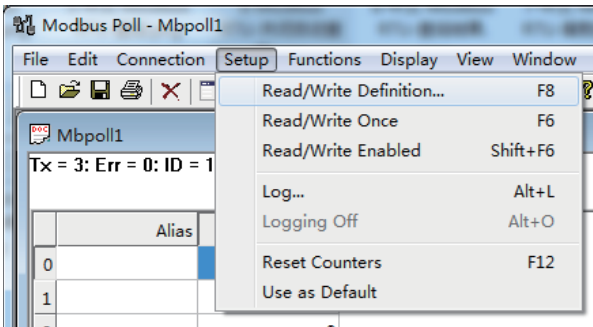 Modbus Poll - Mbpoll1
File Edit Connection Setup Functions Display View Window
Read/Write Definition... F8
Read/Write Once F6
Read/Write Enabled Shift+F6
Log... Alt+L
Logging Off Alt+O
Reset Counters F12
Use as Default
Mbpoll1
Tx = 3: Err = 0: ID = 1
Alias
0
1